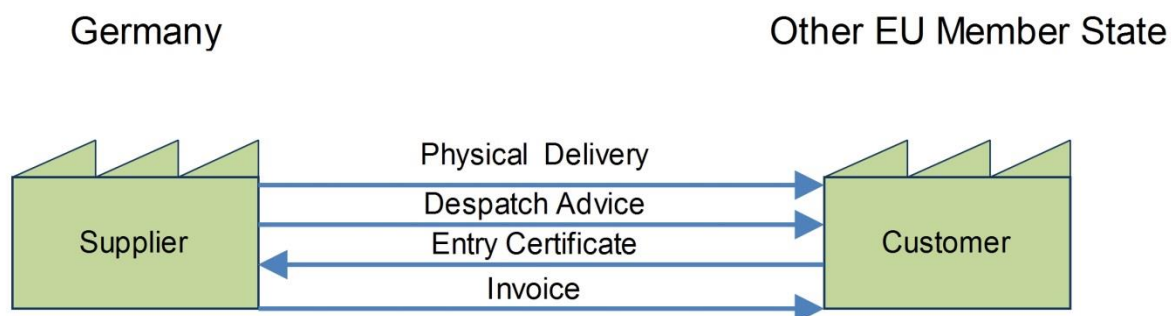 Germany
Other EU Member State
Physical Delivery
Despatch Advice
Supplier
Entry Certificate
Customer
Invoice